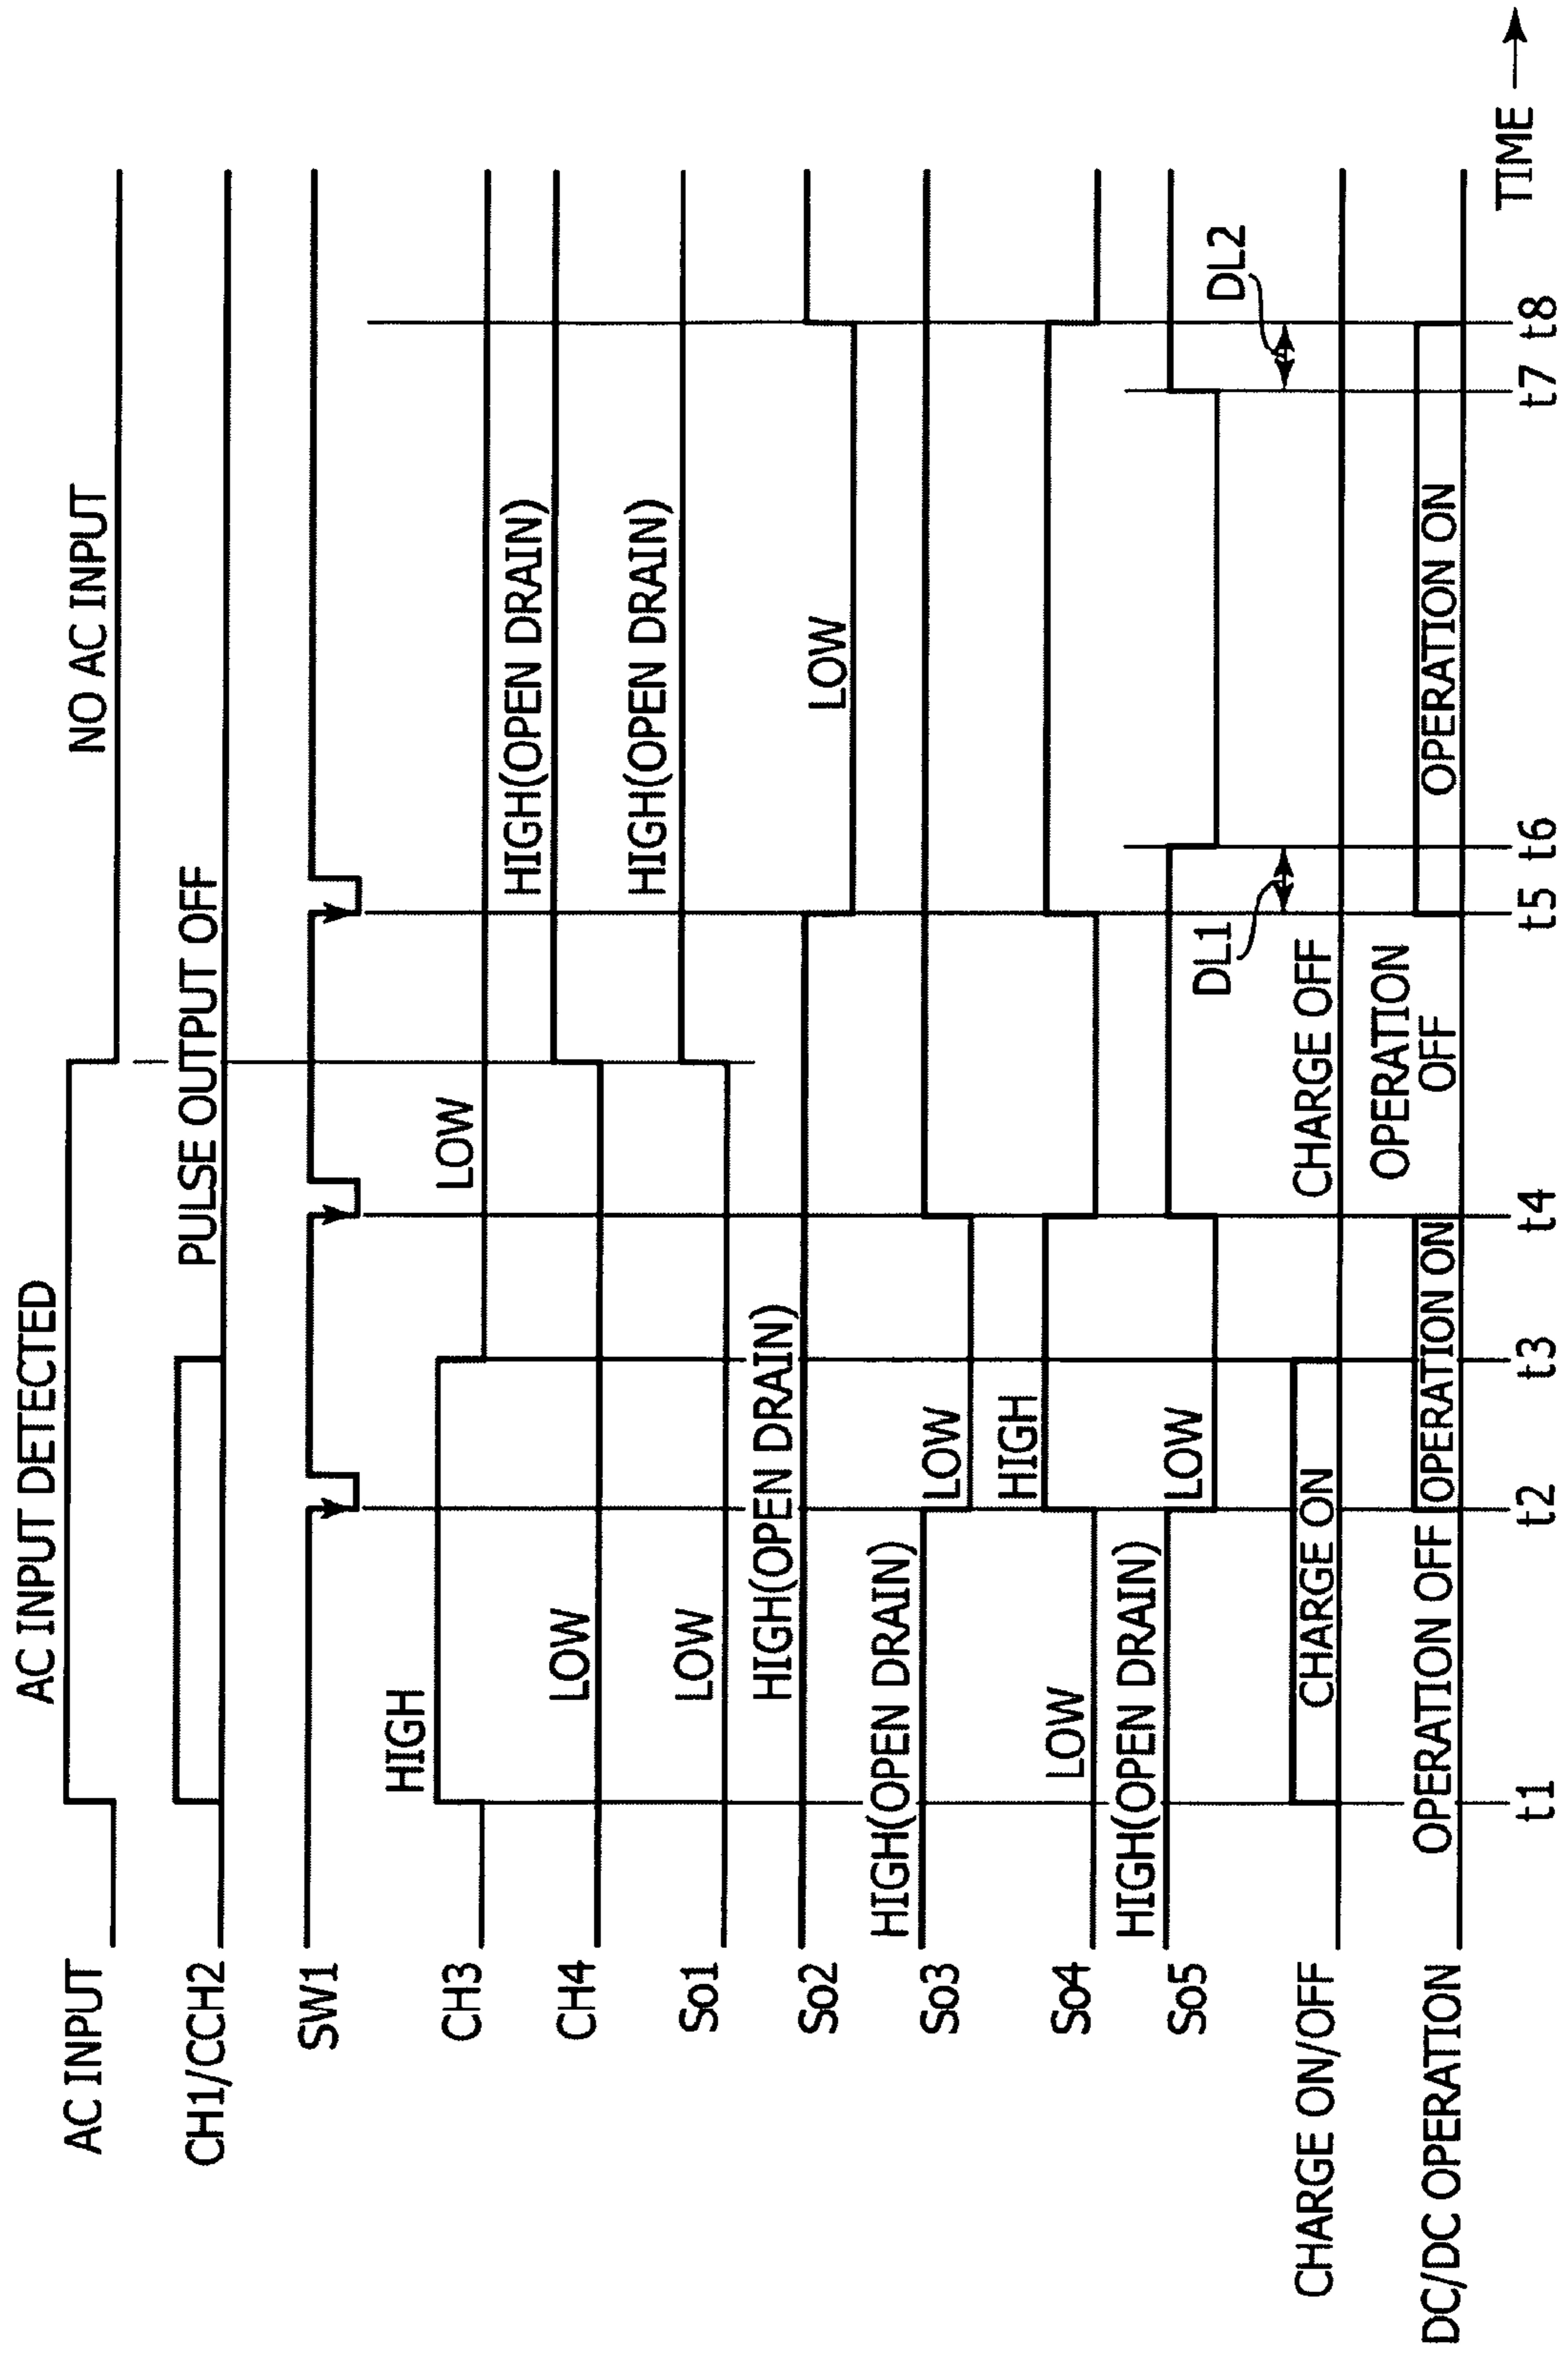 AC INPUT
AC INPUT DETECTED
NO AC INPUT
CH1/CCH2
PULSE OUTPUT OFF
SW1
CH3
HIGH
LOW
CH4
LOW
HIGH(OPEN DRAIN)
So1
LOW
HIGH(OPEN DRAIN)
So2
HIGH(OPEN DRAIN)
LOW
So3
HIGH(OPEN DRAIN)
LOW
So4
LOW
HIGH
So5
HIGH(OPEN DRAIN)
LOW
DL1
DL2
CHARGE ON/OFF
CHARGE ON
CHARGE OFF
DC/DC OPERATION
OPERATION OFF
OPERATION ON
OPERATION
OFF
OPERATION ON
t1 t2 t3 t4 t5 t6 t7 t8
TIME